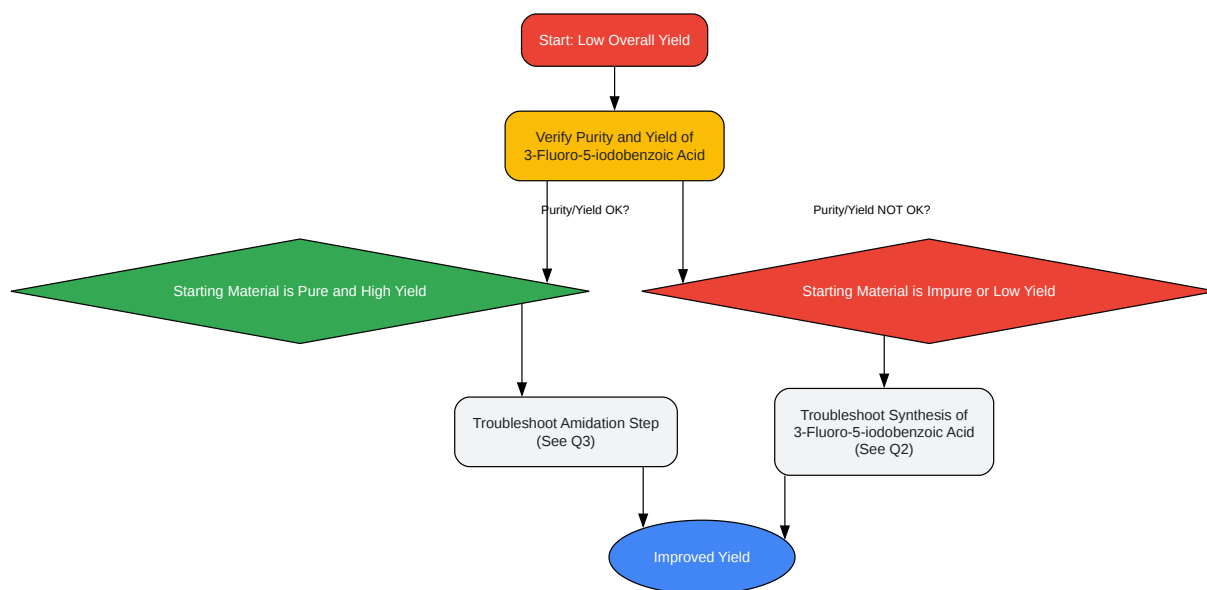 Start: Low Overall Yield
Verify Purity and Yield of
3-Fluoro-5-iodobenzoic Acid
Purity/Yield OK?
Purity/Yield NOT OK?
Starting Material is Pure and High Yield
Starting Material is Impure or Low Yield
Troubleshoot Amidation Step
(See Q3)
Troubleshoot Synthesis of
3-Fluoro-5-iodobenzoic Acid
(See Q2)
Improved Yield